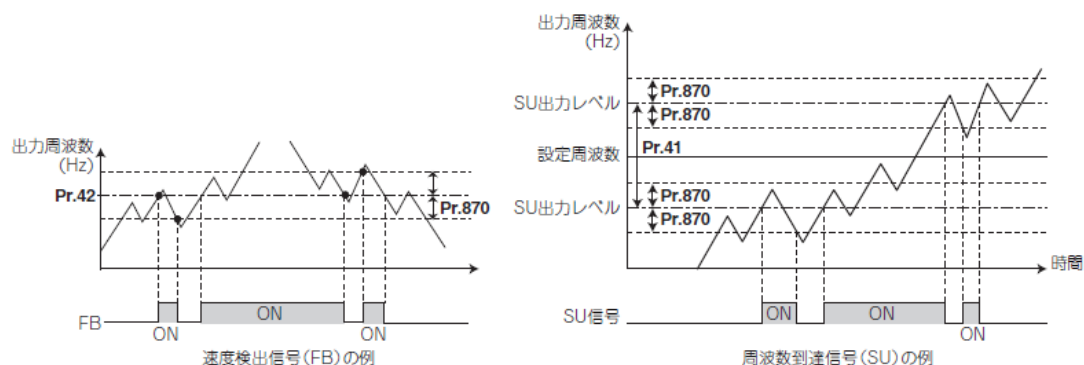 出力周波数
(Hz)
Pr.42
Pr.870
FB
ON
ON
ON
速度検出信号(FB)の例
出力周波数
(Hz)
SU出力レベル
Pr.870
Pr.870
設定周波数
Pr.41
SU出力レベル
Pr.870
Pr.870
時間
SU信号
ON
ON
ON
周波数到達信号(SU)の例